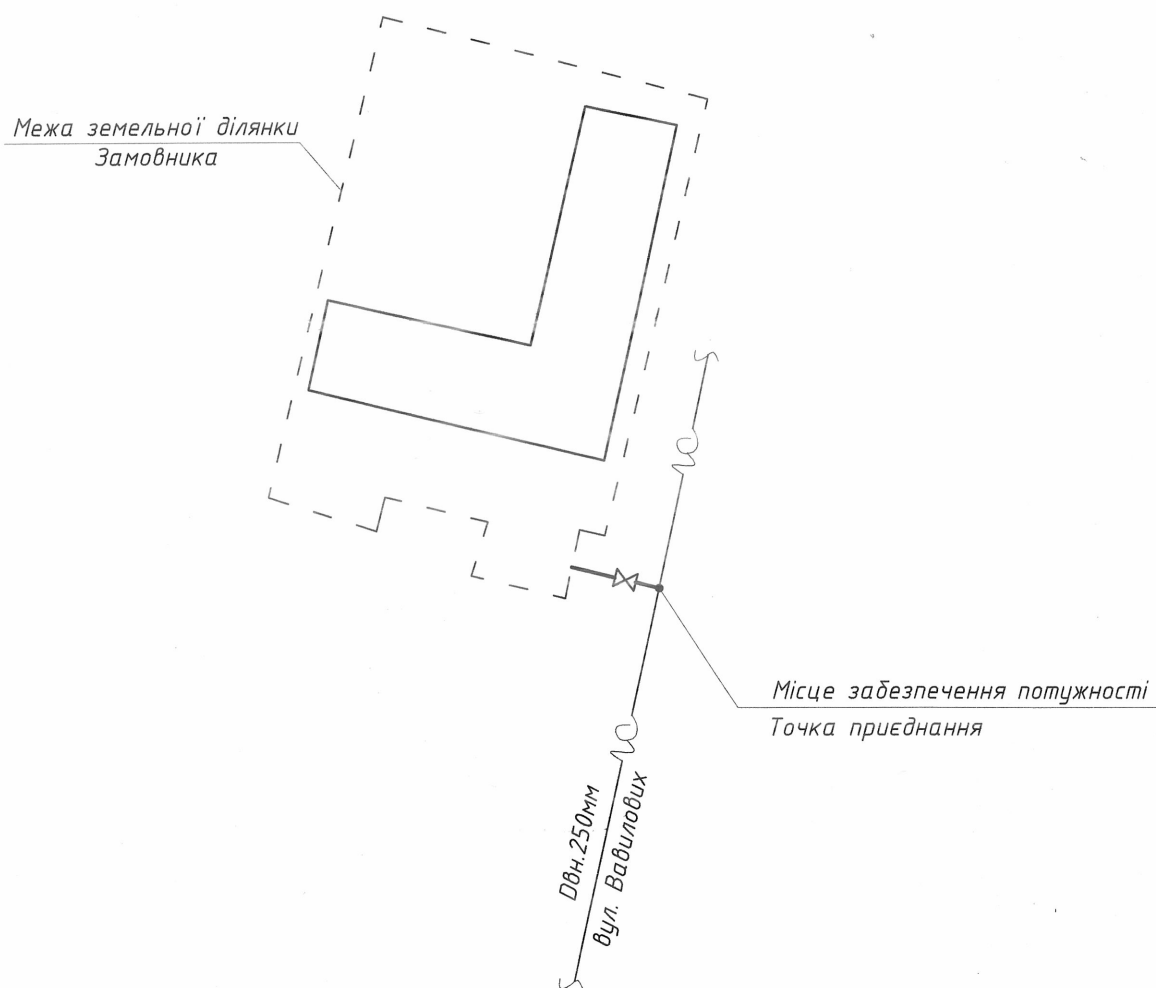 Межа земельної ділянки
Замовника
Місце забезпечення потужності
Точка приєднання
Dвн.250мм
вул. Вавилових